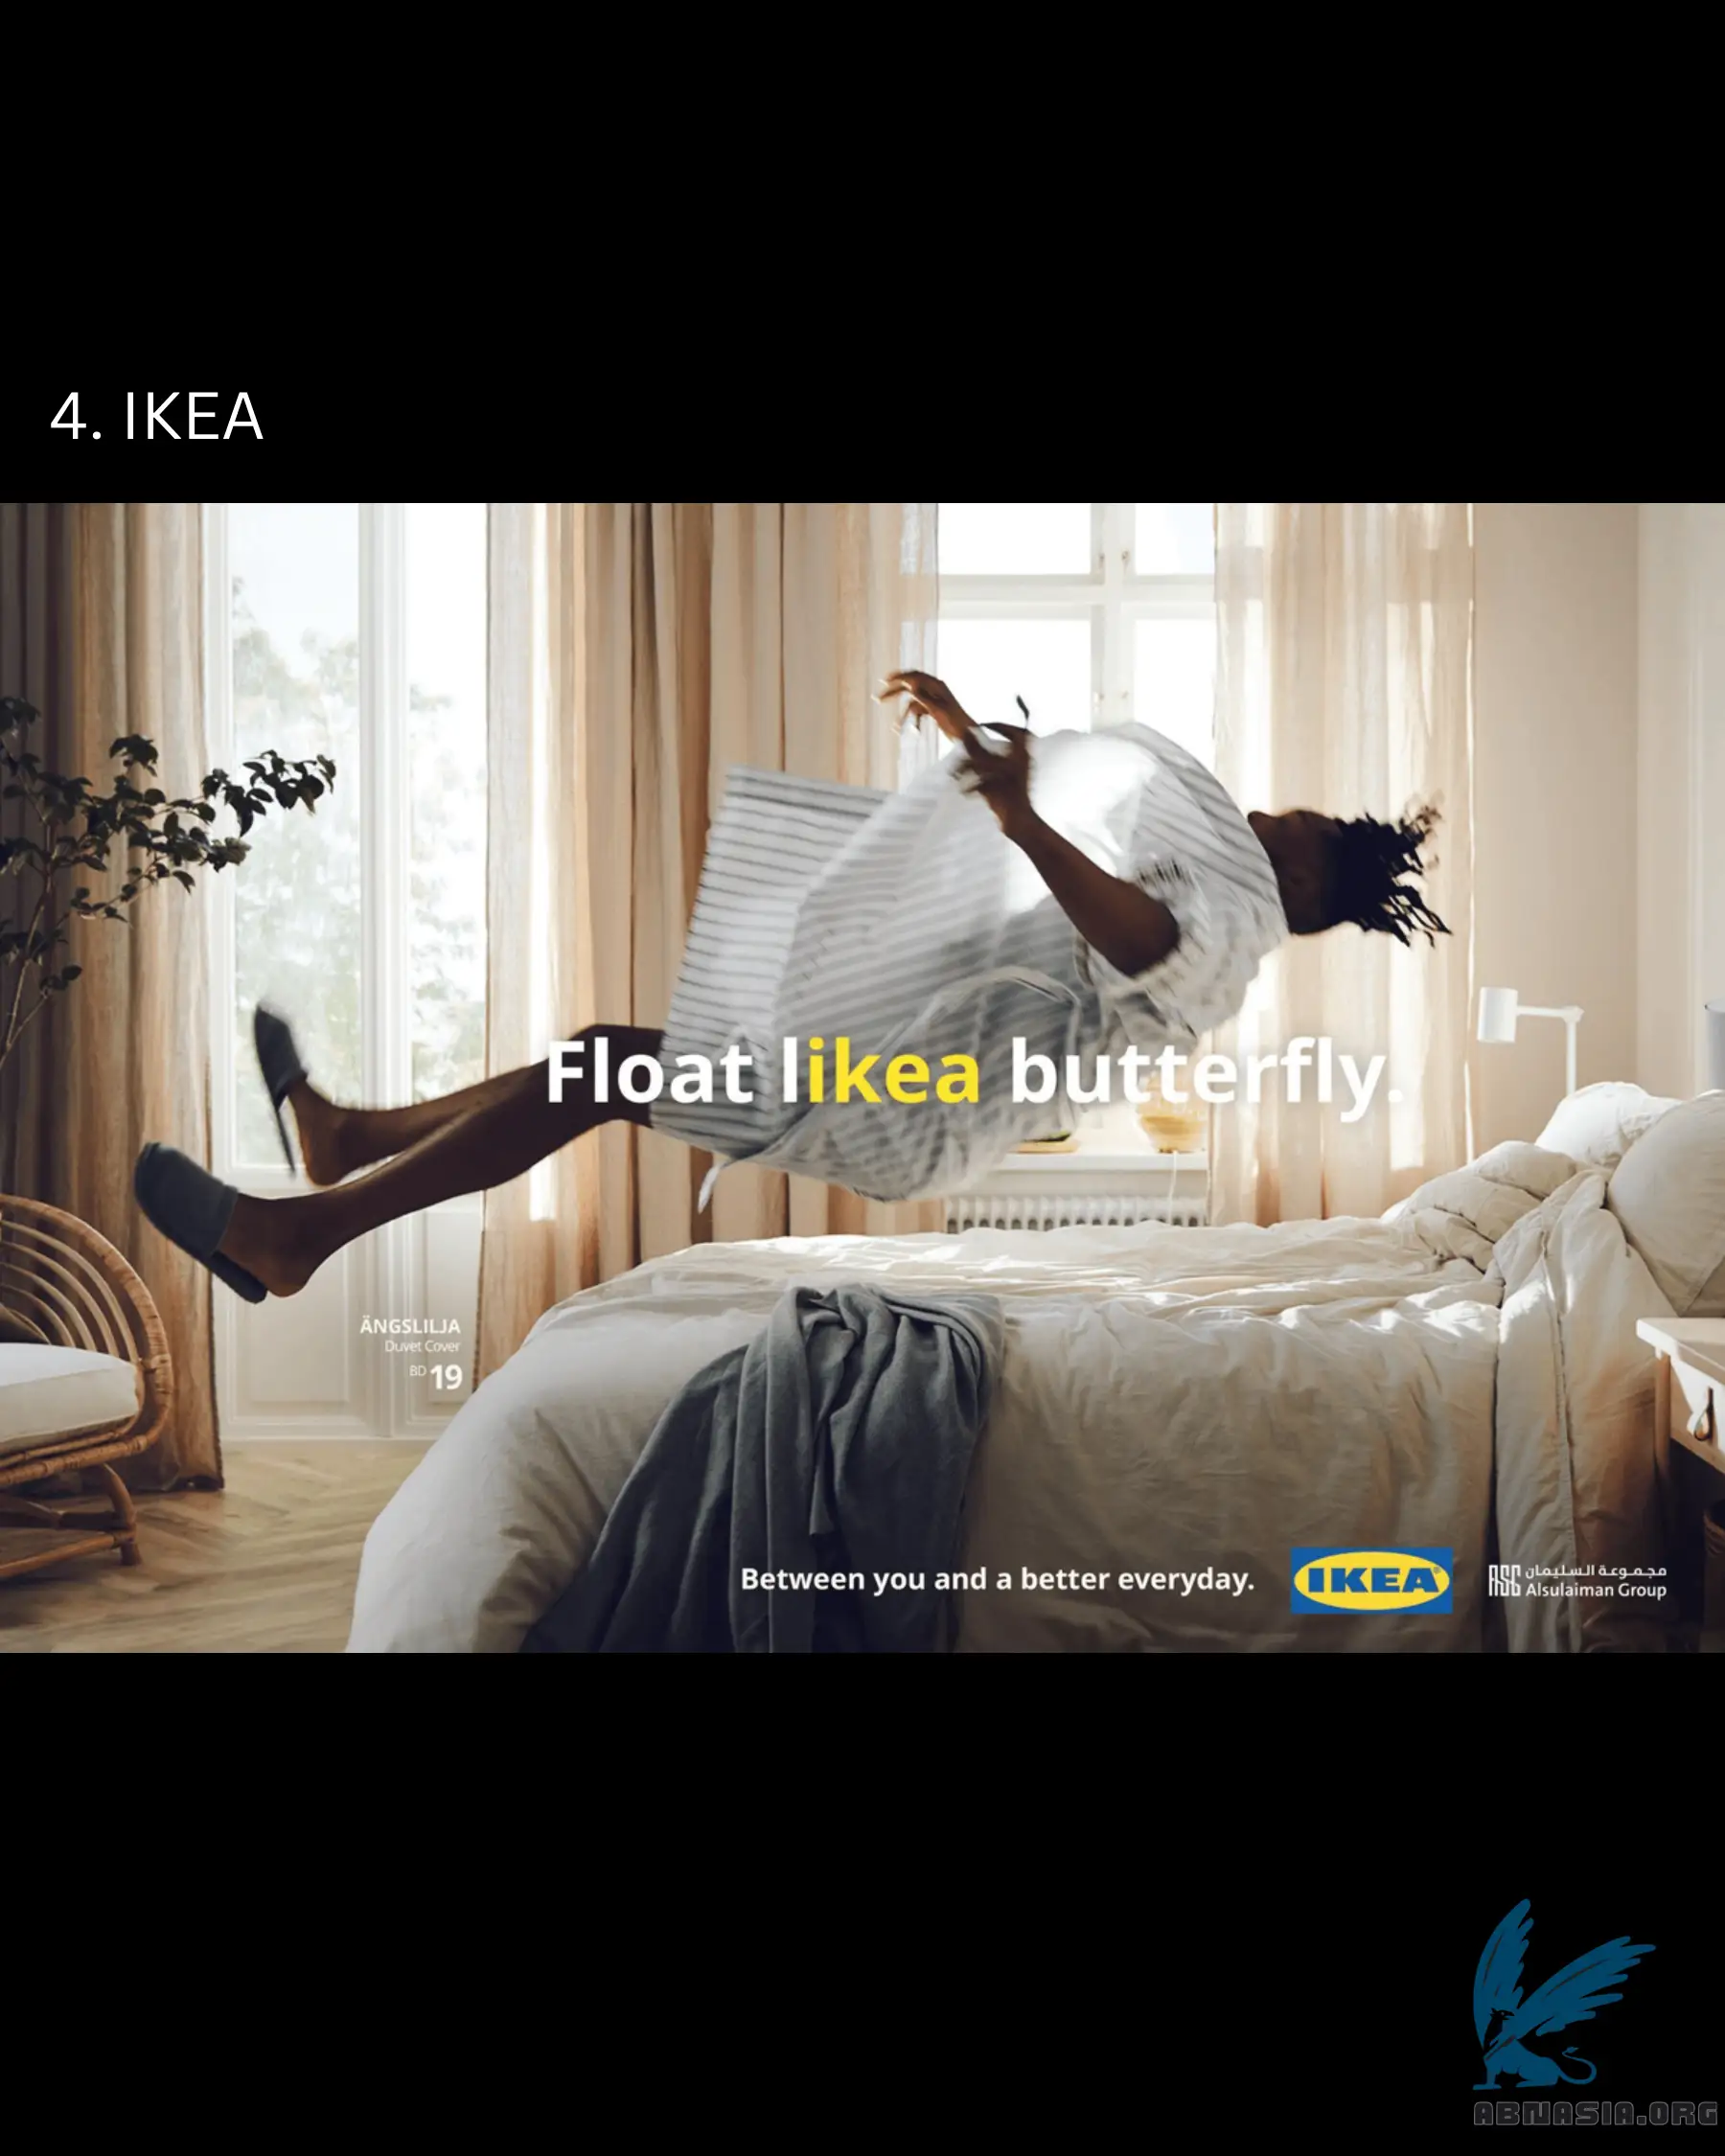 4. IKEA
Float likea butterfly.
ÄNGSLILJA
Duvet Cover
BD 19
Between you and a better everyday.
IKEA
ASG
مجموعة السليمان
Alsulaiman Group
ABNASIA.ORG